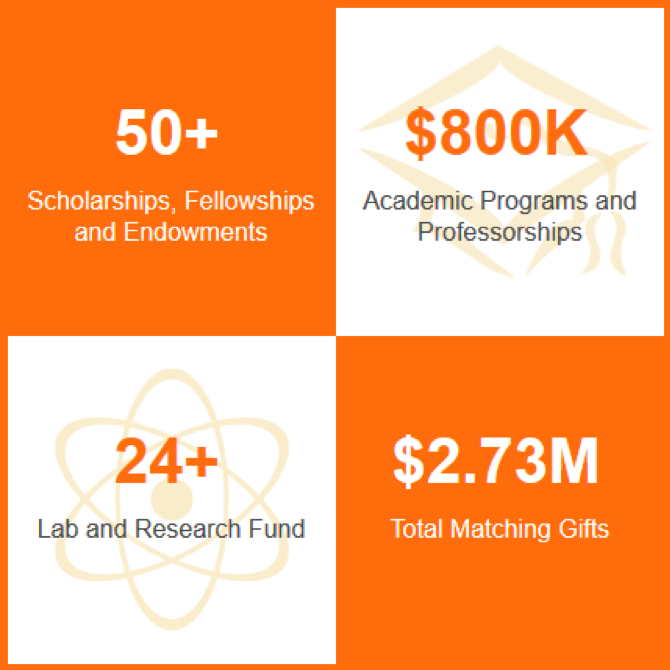 50+
Scholarships, Fellowships
and Endowments
$800K
Academic Programs and
Professorships
24+
Lab and Research Fund
$2.73M
Total Matching Gifts